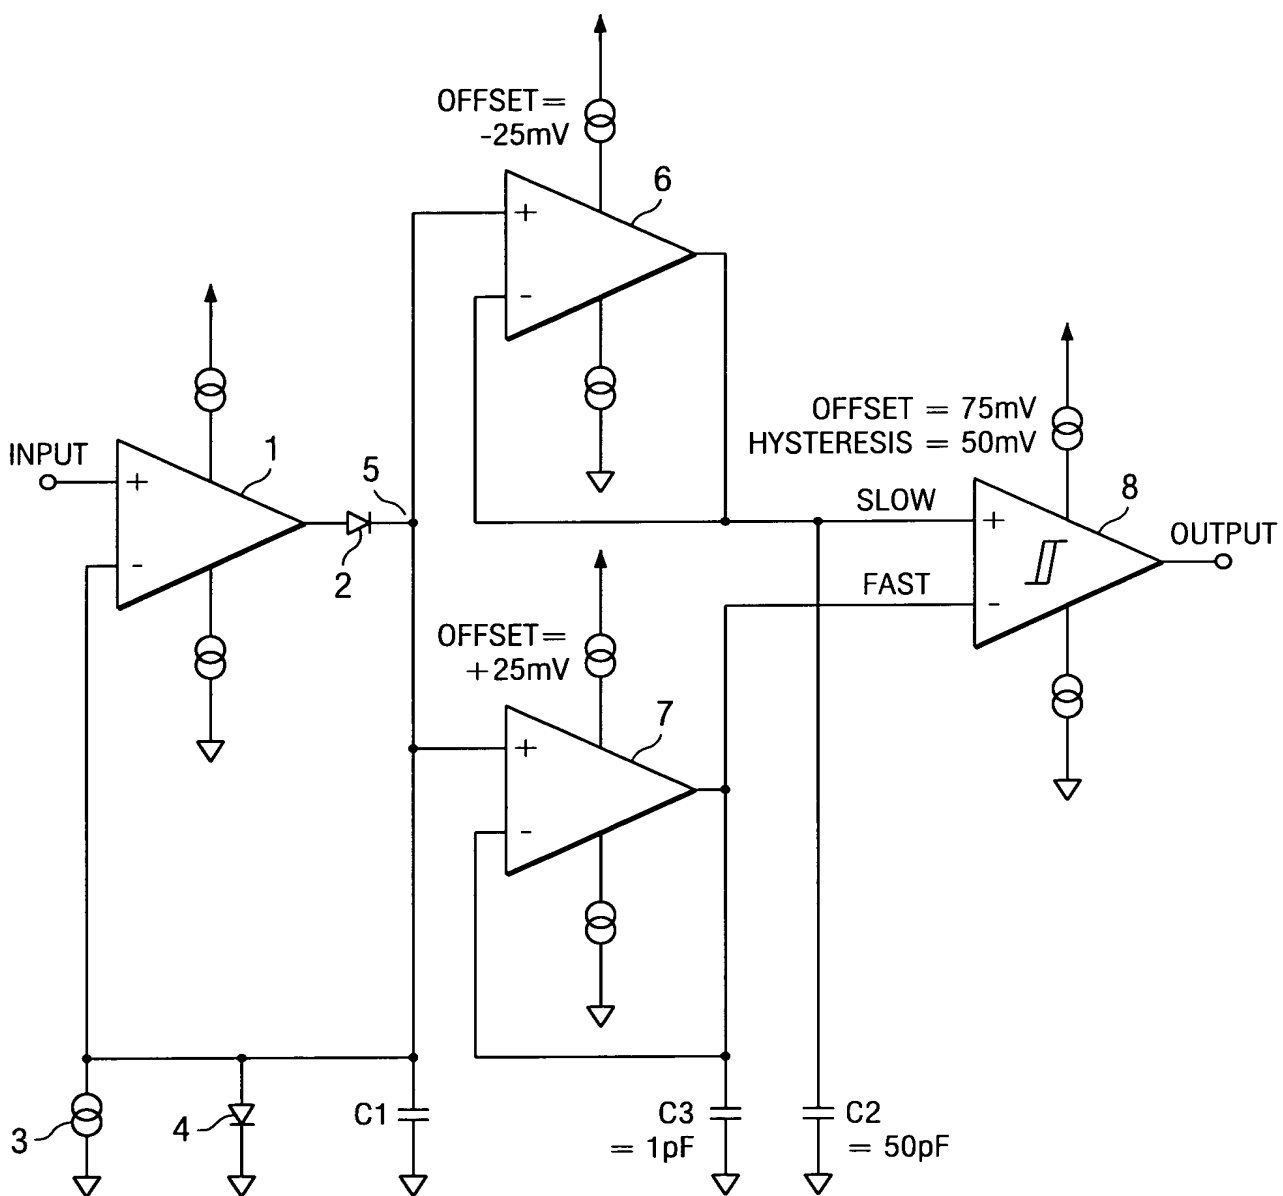 OFFSET=
-25mV
6
+
-
1
INPUT
+
-
2
5
OFFSET = 75mV
HYSTERESIS = 50mV
SLOW
8
OUTPUT
+
-
FAST
OFFSET=
+25mV
7
+
-
3
4
C1
C3
= 1pF
C2
= 50pF